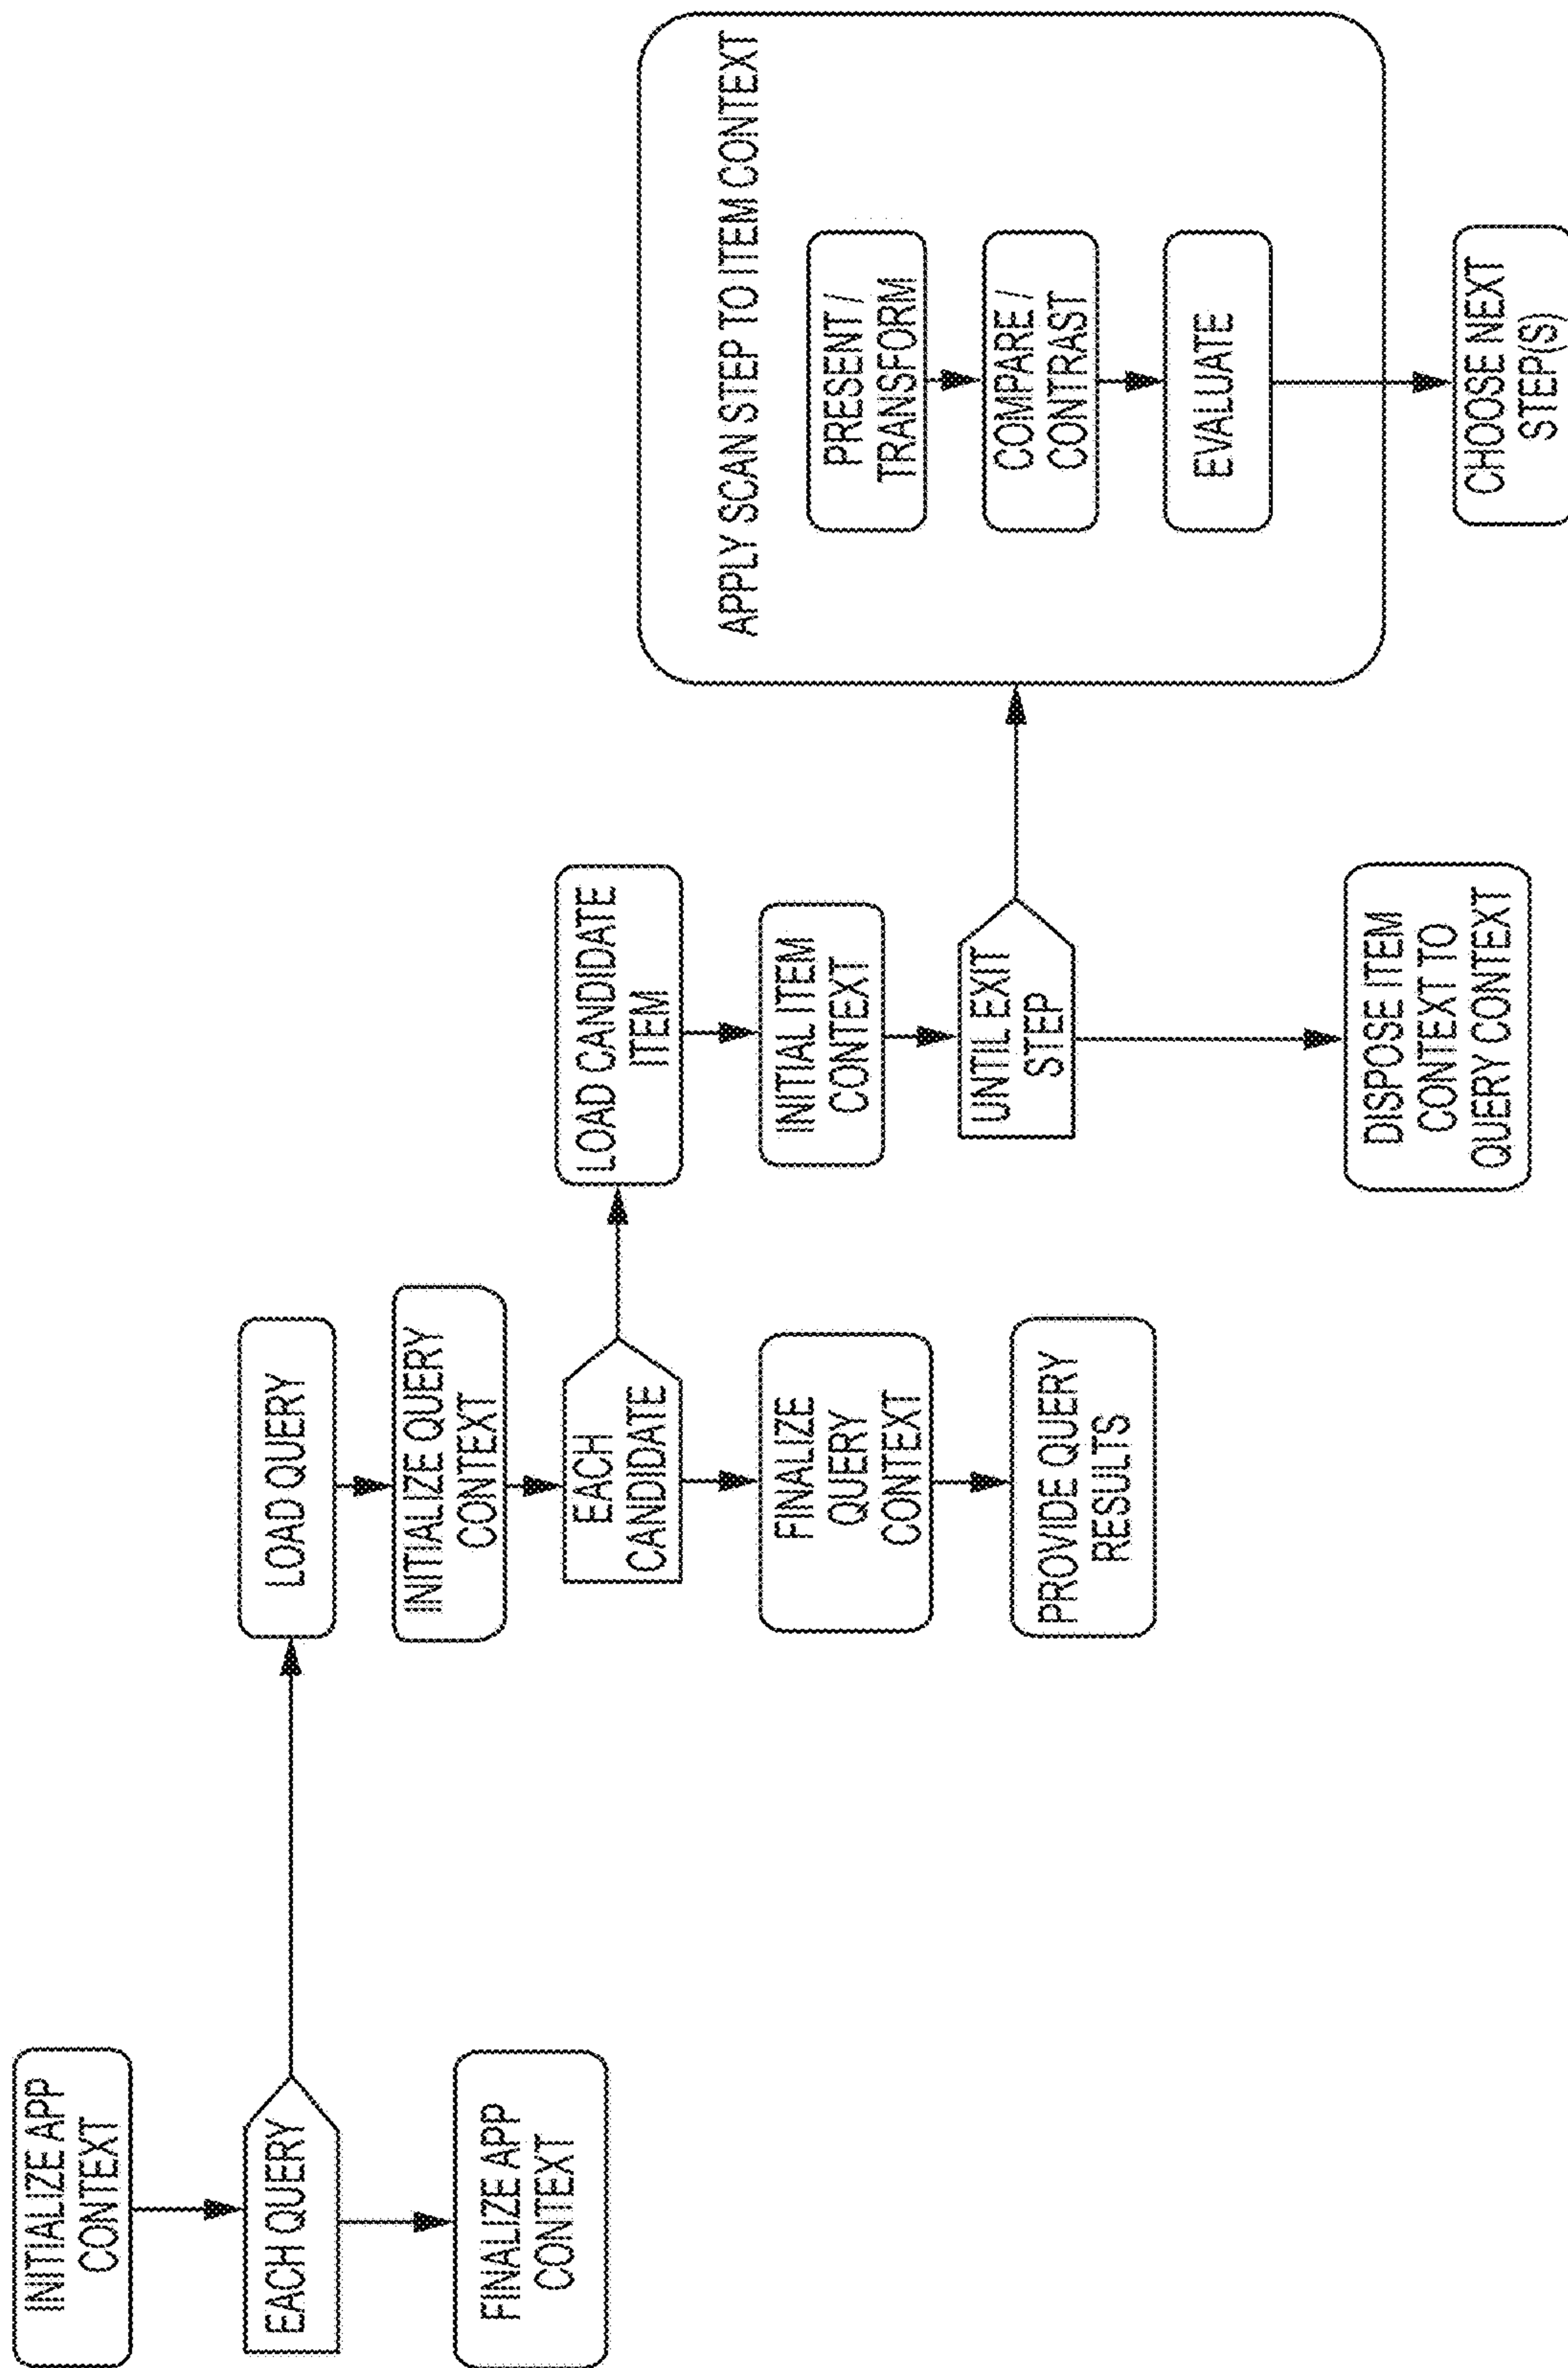 INITIALIZE APP
CONTEXT
EACH QUERY
FINALIZE APP
CONTEXT
LOAD QUERY
INITIALIZE QUERY
CONTEXT
EACH
CANDIDATE
FINALIZE
QUERY
CONTEXT
PROVIDE QUERY
RESULTS
LOAD CANDIDATE
ITEM
INITIAL ITEM
CONTEXT
UNTIL EXIT
STEP
DISPOSE ITEM
CONTEXT TO
QUERY CONTEXT
APPLY SCAN STEP TO ITEM CONTEXT
PRESENT /
TRANSFORM
COMPARE /
CONTRAST
EVALUATE
CHOOSE NEXT
STEP(S)